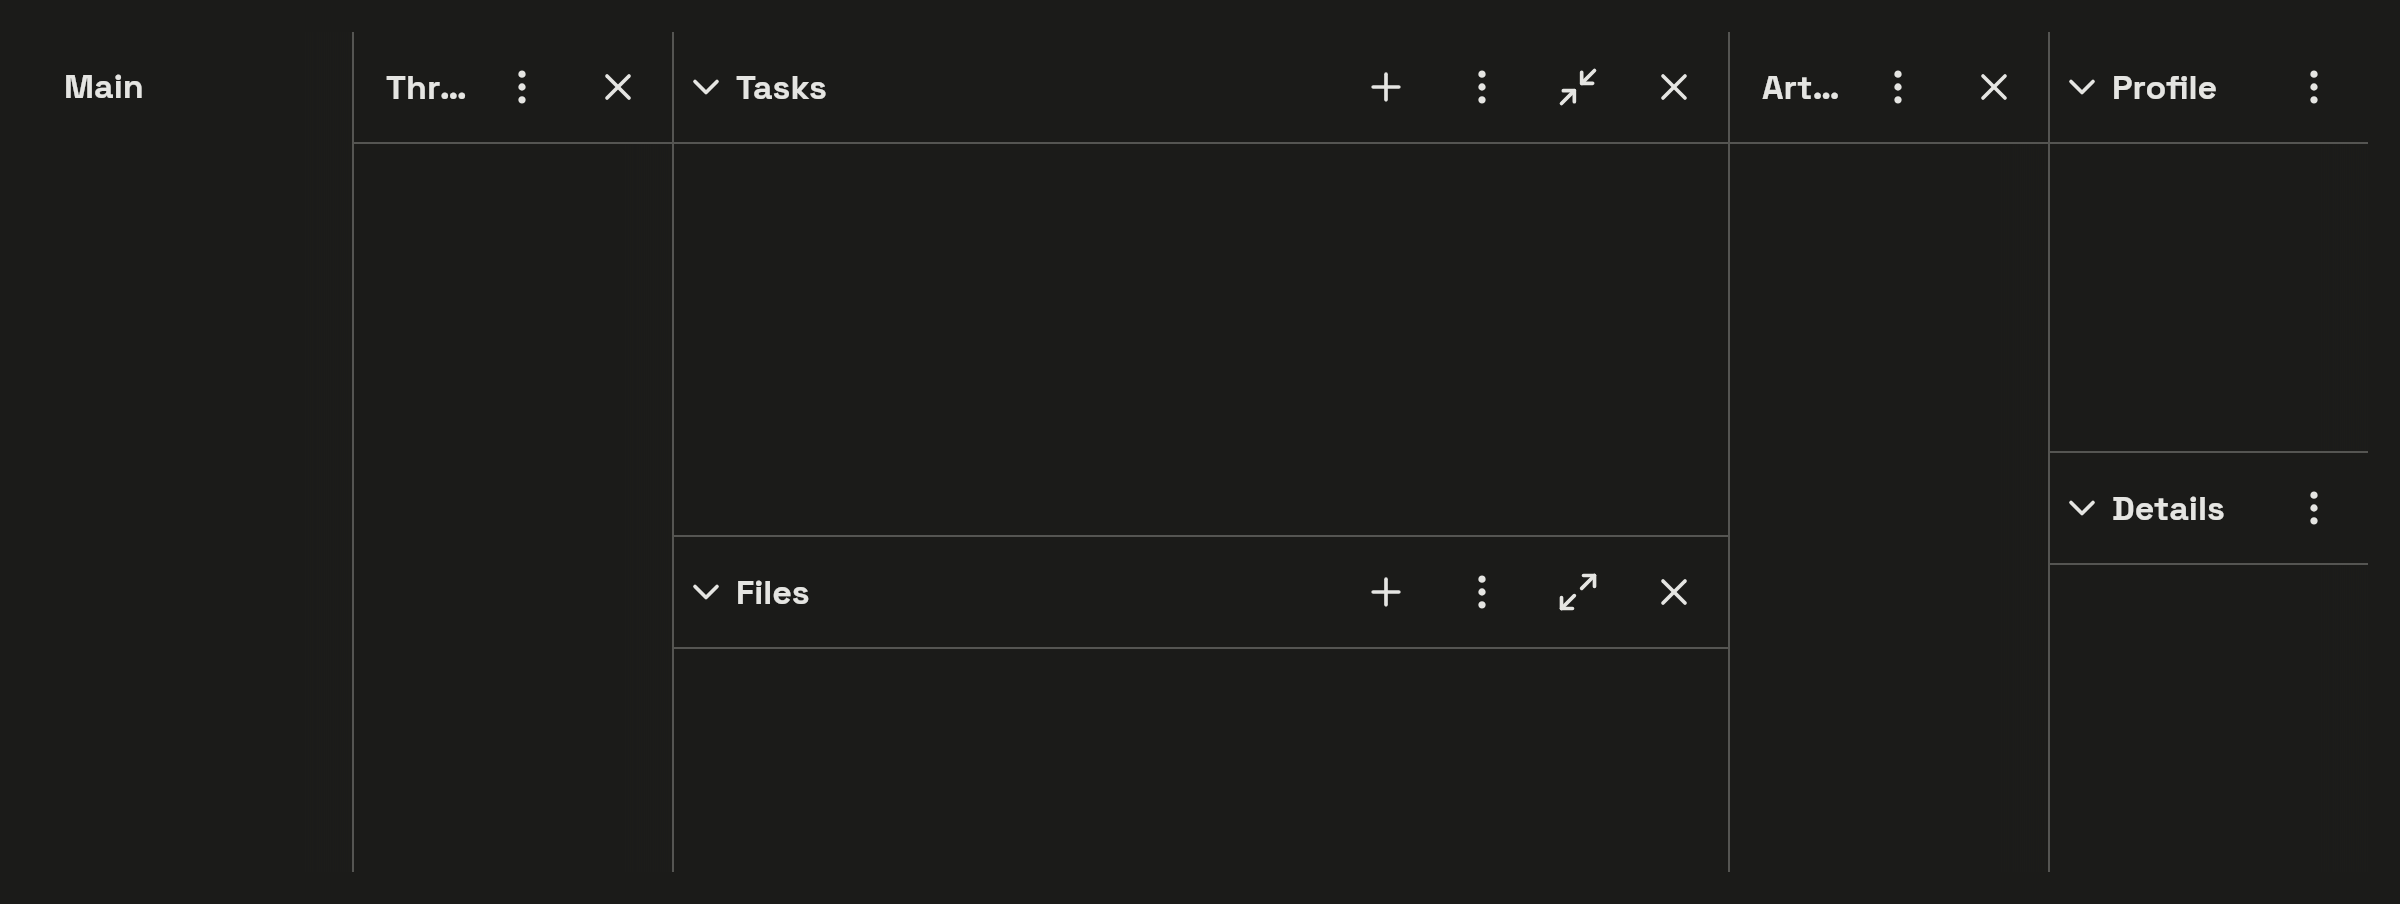 Main
Thr...
Tasks
Art...
Profile
Files
Details